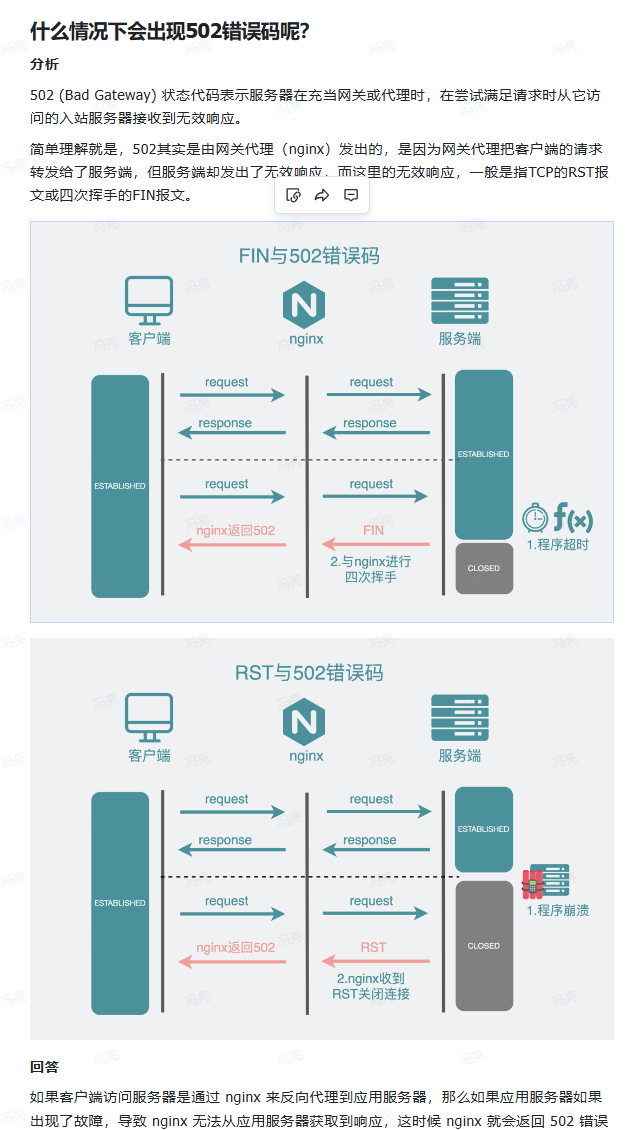 什么情况下会出现502错误码呢？
分析
502 (Bad Gateway) 状态代码表示服务器在充当网关或代理时，在尝试满足请求时从它访
问的入站服务器接收到无效响应。
简单理解就是，502其实是由网关代理（nginx）发出的，是因为网关代理把客户端的请求
转发给了服务端，但服务端却发出了无效响应，而这里的无效响应，一般是指TCP的RST报
文或四次挥手的FIN报文。
FIN与502错误码
客户端
nginx
服务端
request
request
response
response
ESTABLISHED
ESTABLISHED
request
request
nginx返回502
FIN
f(x)
1.程序超时
2.与nginx进行
四次挥手
CLOSED
RST与502错误码
客户端
nginx
服务端
request
request
response
response
ESTABLISHED
ESTABLISHED
request
request
1.程序崩溃
nginx返回502
RST
CLOSED
2.nginx收到
RST关闭连接
回答
如果客户端访问服务器是通过 nginx 来反向代理到应用服务器，那么如果应用服务器如果
出现了故障，导致 nginx 无法从应用服务器获取到响应，这时候 nginx 就会返回 502 错误
冯亮